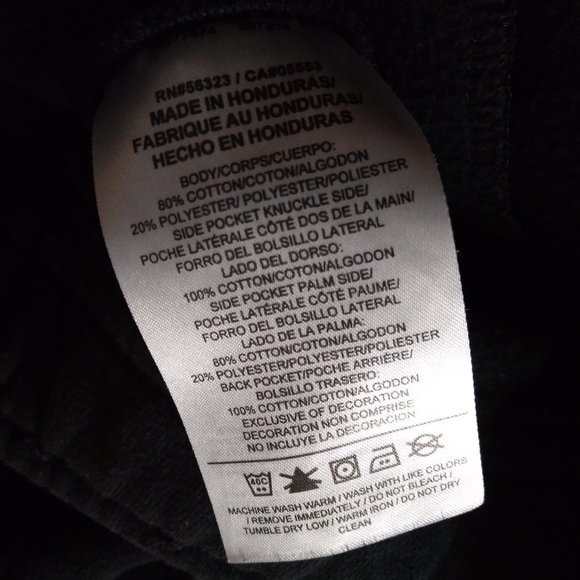 RN#56323 / CA#05553
MADE IN HONDURAS/
FABRIQUE AU HONDURAS/
HECHO EN HONDURAS
BODY/CORPS/CUERPO:
80% COTTON/COTON/ALGODON
20% POLYESTER/ POLYESTER/POLIESTER
SIDE POCKET KNUCKLE SIDE/
POCHE LATÉRALE CÔTÉ DOS DE LA MAIN/
FORRO DEL BOLSILLO LATERAL
LADO DEL DORSO:
100% COTTON/COTON/ALGODON
SIDE POCKET PALM SIDE/
POCHE LATÉRALE CÔTÉ PAUME/
FORRO DEL BOLSILLO LATERAL
LADO DE LA PALMA:
80% COTTON/COTON/ALGODON
20% POLYESTER/POLYESTER/POLIESTER
BACK POCKET/POCHE ARRIÈRE/
BOLSILLO TRASERO:
100% COTTON/COTON/ALGODON
EXCLUSIVE OF DECORATION
DECORATION NON COMPRISE
NO INCLUYE LA DECORACION
40C
MACHINE WASH WARM / WASH WITH LIKE COLORS
/ REMOVE IMMEDIATELY / DO NOT BLEACH /
TUMBLE DRY LOW / WARM IRON / DO NOT DRY
CLEAN